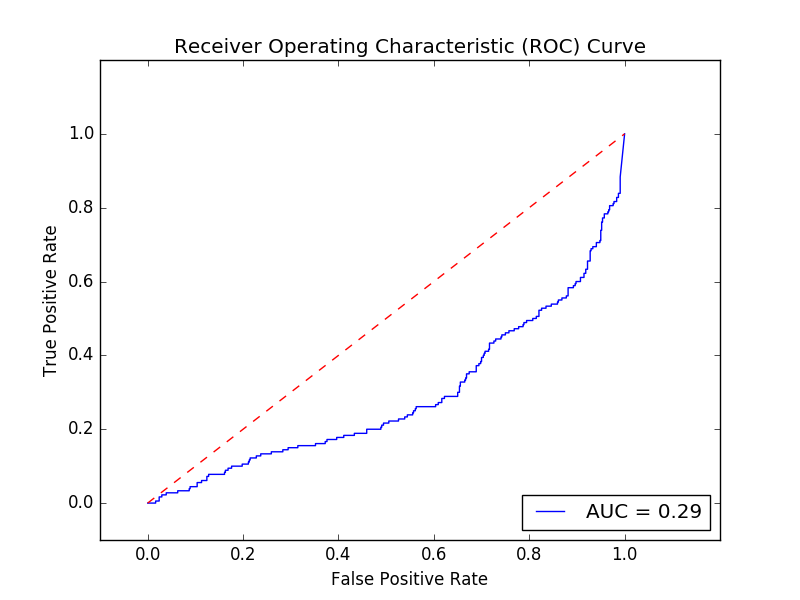 Receiver Operating Characteristic (ROC) Curve
True Positive Rate
1.0
0.8
0.6
0.4
0.2
0.0
AUC = 0.29
0.0 0.2 0.4 0.6 0.8 1.0
False Positive Rate